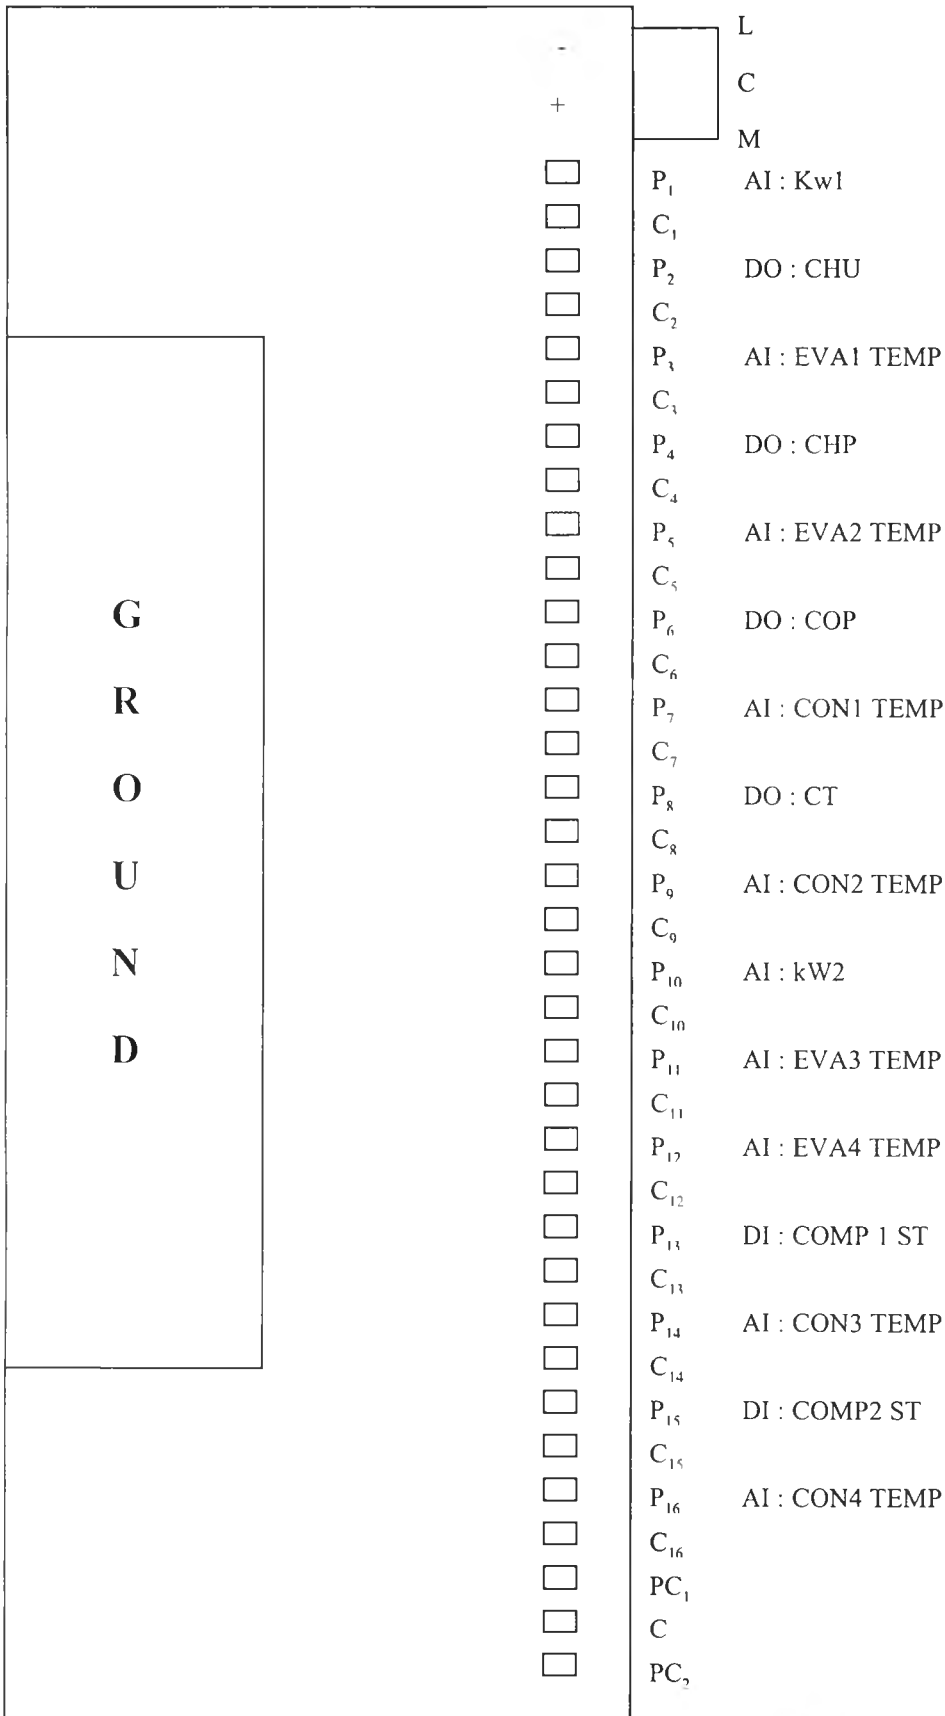 L
-
C
+
M
P₁ AI : Kw1
C₁
P₂ DO : CHU
C₂
P₃ AI : EVA1 TEMP
C₃
P₄ DO : CHP
C₄
P₅ AI : EVA2 TEMP
C₅
G
P₆ DO : COP
C₆
R
P₇ AI : CON1 TEMP
C₇
O
P₈ DO : CT
C₈
U
P₉ AI : CON2 TEMP
C₉
N
P₁₀ AI : kW2
C₁₀
D
P₁₁ AI : EVA3 TEMP
C₁₁
P₁₂ AI : EVA4 TEMP
C₁₂
P₁₃ DI : COMP 1 ST
C₁₃
P₁₄ AI : CON3 TEMP
C₁₄
P₁₅ DI : COMP2 ST
C₁₅
P₁₆ AI : CON4 TEMP
C₁₆
PC₁
C
PC₂